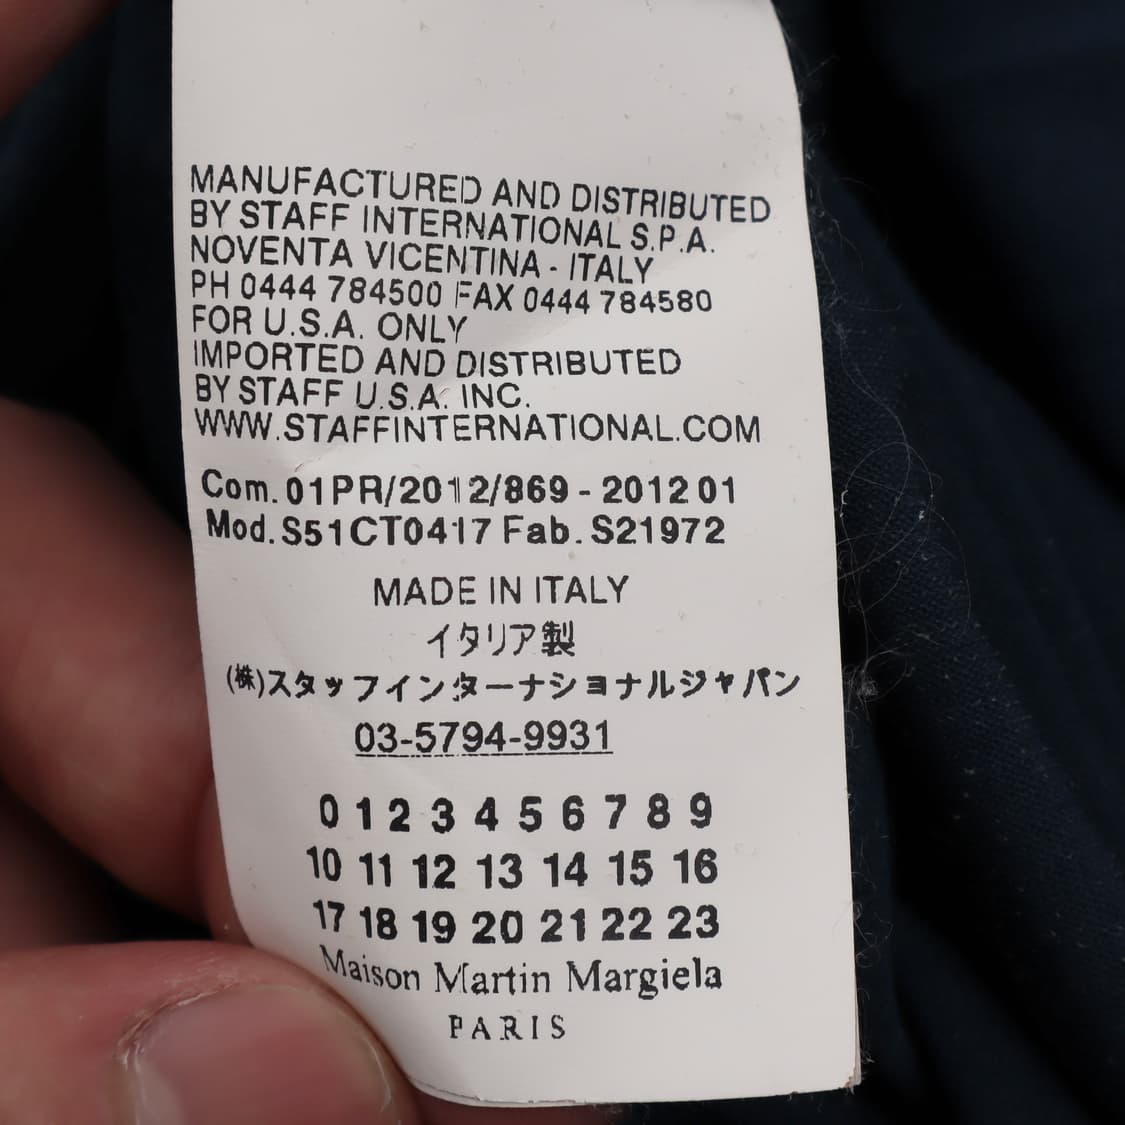 MANUFACTURED AND DISTRIBUTED
BY STAFF INTERNATIONAL S.P.A.
NOVENTA VICENTINA - ITALY
PH 0444 784500 FAX 0444 784580
FOR U.S.A. ONLY
IMPORTED AND DISTRIBUTED
BY STAFF U.S.A. INC.
WWW.STAFFINTERNATIONAL.COM
Com. 01PR/2012/869 - 2012 01
Mod. S51CT0417 Fab. S21972
MADE IN ITALY
イタリア製
(株)スタッフインターナショナルジャパン
03-5794-9931
0 1 2 3 4 5 6 7 8 9
10 11 12 13 14 15 16
17 18 19 20 21 22 23
Maison Martin Margiela
PARIS